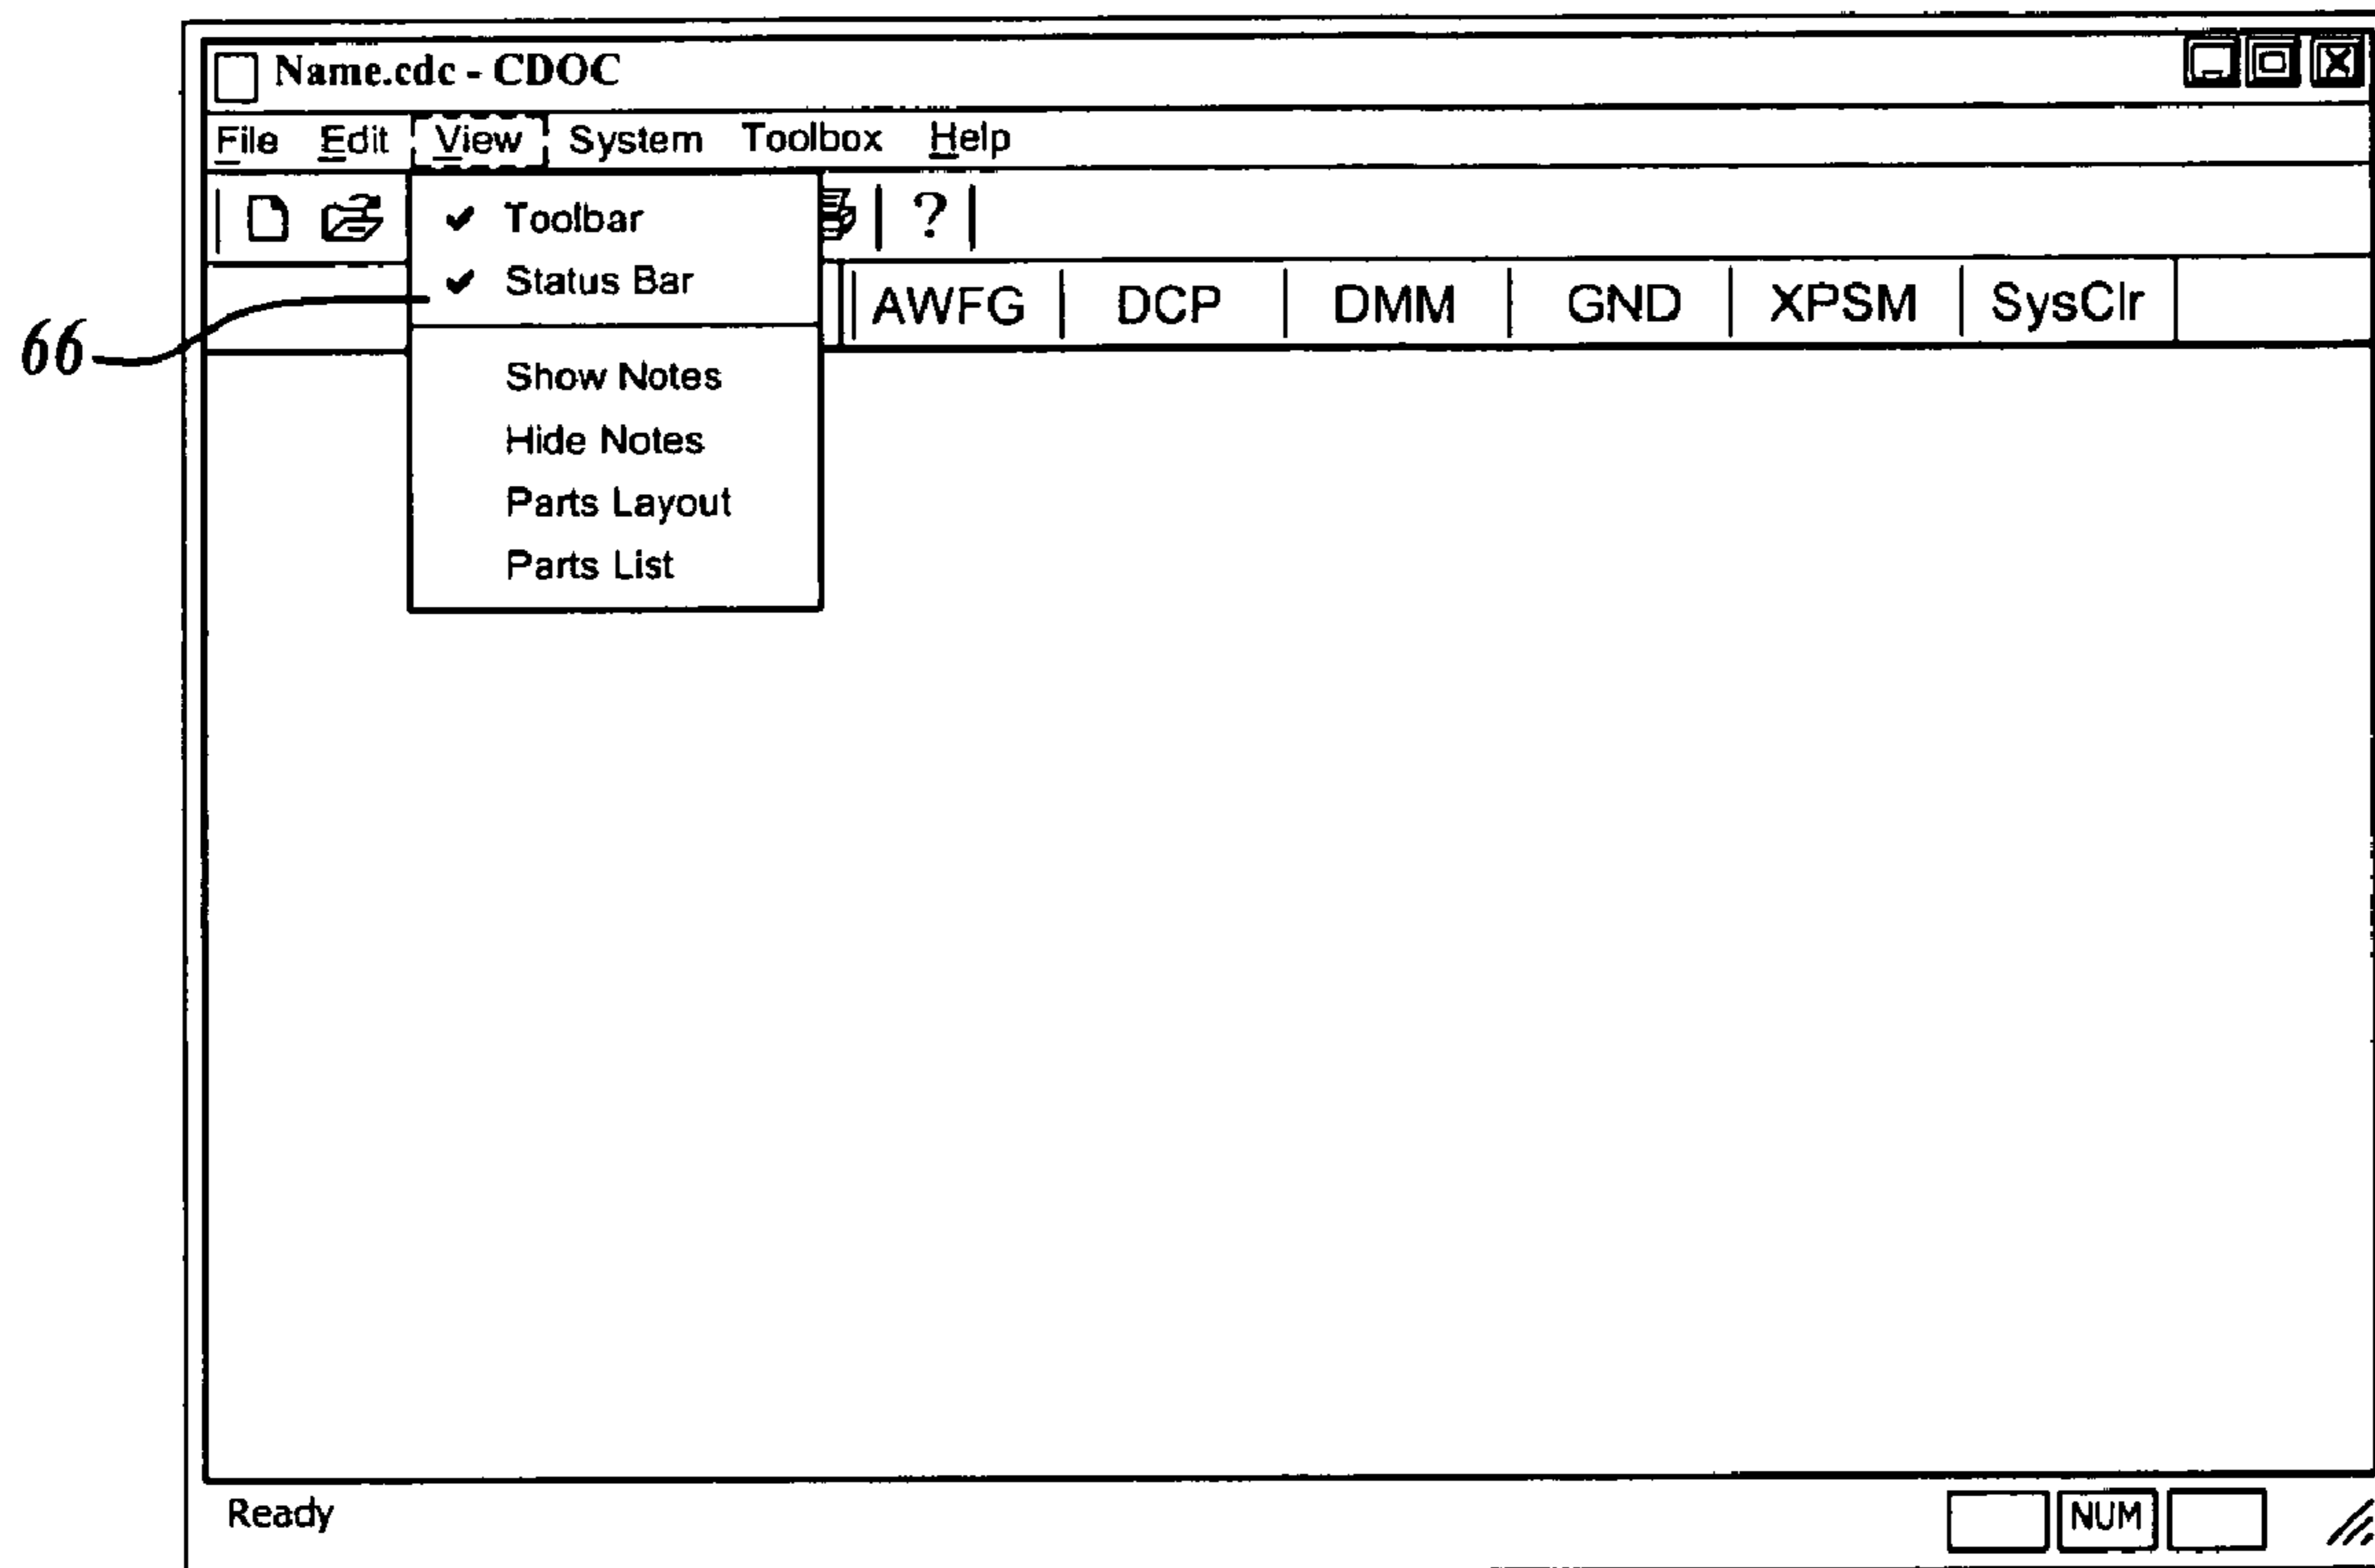 Name.cdc - CDOC
File Edit View System Toolbox Help
✔ Toolbar
?
✔ Status Bar
AWFG DCP DMM GND XPSM SysClr
66
Show Notes
Hide Notes
Parts Layout
Parts List
Ready
NUM